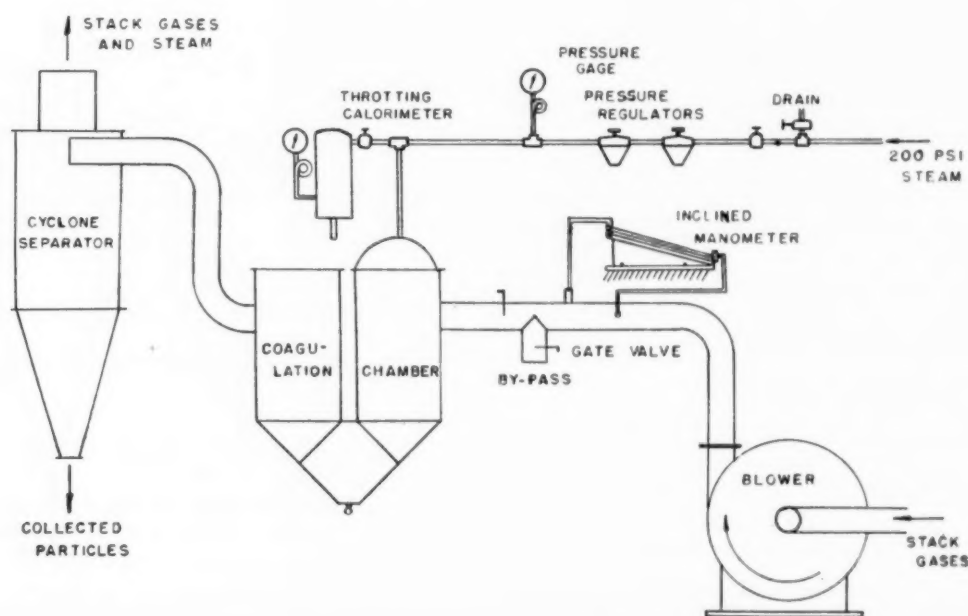 STACK GASES
AND STEAM
PRESSURE
GAGE
THROTTING
CALORIMETER
PRESSURE
REGULATORS
DRAIN
200 PSI
STEAM
CYCLONE
SEPARATOR
INCLINED
MANOMETER
COAGU-
LATION
CHAMBER
GATE VALVE
BY-PASS
BLOWER
STACK
GASES
COLLECTED
PARTICLES